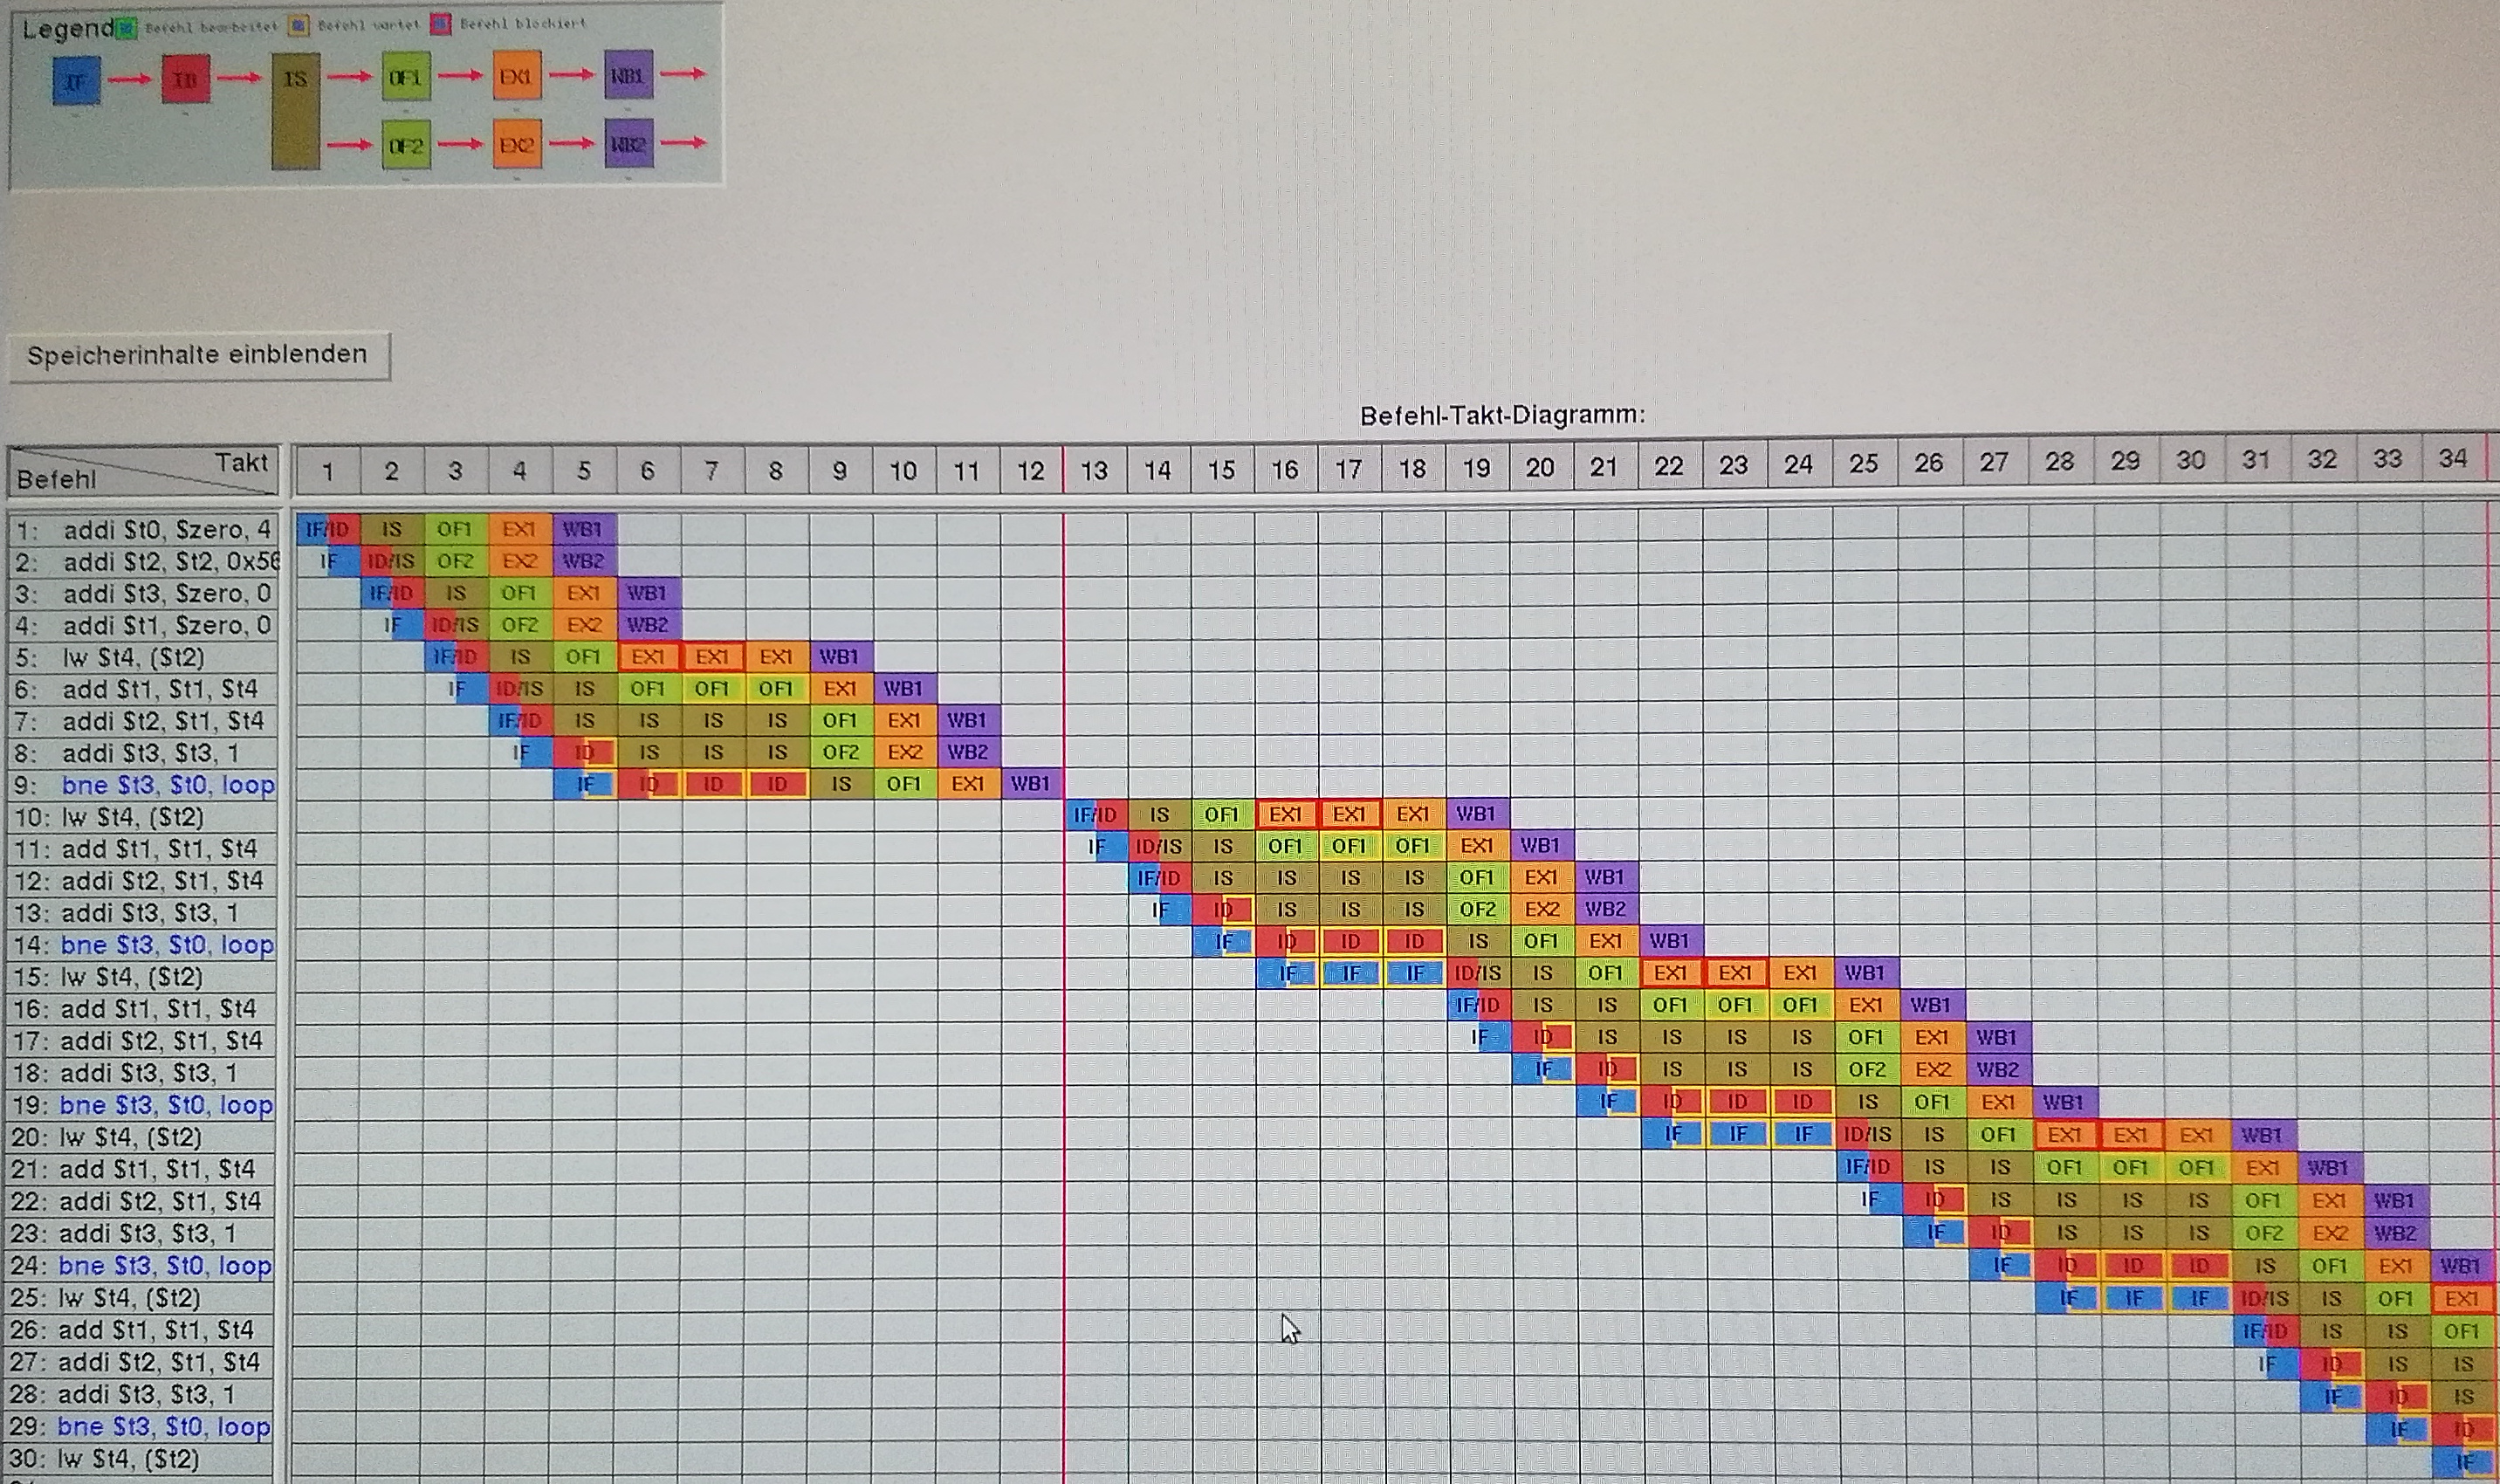 Legend Befehl bearbeitet Befehl wartet Befehl blockiert
IF ID IS OF1 EX1 WB1
OF2 EX2 WB2
Speicherinhalte einblenden
Befehl-Takt-Diagramm:
Takt
Befehl
1 2 3 4 5 6 7 8 9 10 11 12 13 14 15 16 17 18 19 20 21 22 23 24 25 26 27 28 29 30 31 32 33 34
1: addi $t0, $zero, 4 IF/ID IS OF1 EX1 WB1
2: addi $t2, $t2, 0x56 IF ID/IS OF2 EX2 WB2
3: addi $t3, $zero, 0 IF/ID IS OF1 EX1 WB1
4: addi $t1, $zero, 0 IF ID/IS OF2 EX2 WB2
5: lw $t4, ($t2) IF/ID IS OF1 EX1 EX1 EX1 WB1
6: add $t1, $t1, $t4 IF ID/IS IS OF1 OF1 OF1 EX1 WB1
7: addi $t2, $t1, $t4 IF/ID IS IS IS IS OF1 EX1 WB1
8: addi $t3, $t3, 1 IF ID IS IS IS OF2 EX2 WB2
9: bne $t3, $t0, loop IF ID ID ID IS OF1 EX1 WB1
10: lw $t4, ($t2) IF/ID IS OF1 EX1 EX1 EX1 WB1
11: add $t1, $t1, $t4 IF ID/IS IS OF1 OF1 OF1 EX1 WB1
12: addi $t2, $t1, $t4 IF/ID IS IS IS IS OF1 EX1 WB1
13: addi $t3, $t3, 1 IF ID IS IS IS OF2 EX2 WB2
14: bne $t3, $t0, loop IF ID ID ID IS OF1 EX1 WB1
15: lw $t4, ($t2) IF IF IF ID/IS IS OF1 EX1 EX1 EX1 WB1
16: add $t1, $t1, $t4 IF/ID IS IS OF1 OF1 OF1 EX1 WB1
17: addi $t2, $t1, $t4 IF ID IS IS IS IS OF1 EX1 WB1
18: addi $t3, $t3, 1 IF ID IS IS IS OF2 EX2 WB2
19: bne $t3, $t0, loop IF ID ID ID IS OF1 EX1 WB1
20: lw $t4, ($t2) IF IF IF ID/IS IS OF1 EX1 EX1 EX1 WB1
21: add $t1, $t1, $t4 IF/ID IS IS OF1 OF1 OF1 EX1 WB1
22: addi $t2, $t1, $t4 IF ID IS IS IS IS OF1 EX1 WB1
23: addi $t3, $t3, 1 IF ID IS IS IS OF2 EX2 WB2
24: bne $t3, $t0, loop IF ID ID ID IS OF1 EX1 WB1
25: lw $t4, ($t2) IF IF IF ID/IS IS OF1 EX1
26: add $t1, $t1, $t4 IF/ID IS IS OF1
27: addi $t2, $t1, $t4 IF ID IS IS
28: addi $t3, $t3, 1 IF ID IS
29: bne $t3, $t0, loop IF ID
30: lw $t4, ($t2) IF